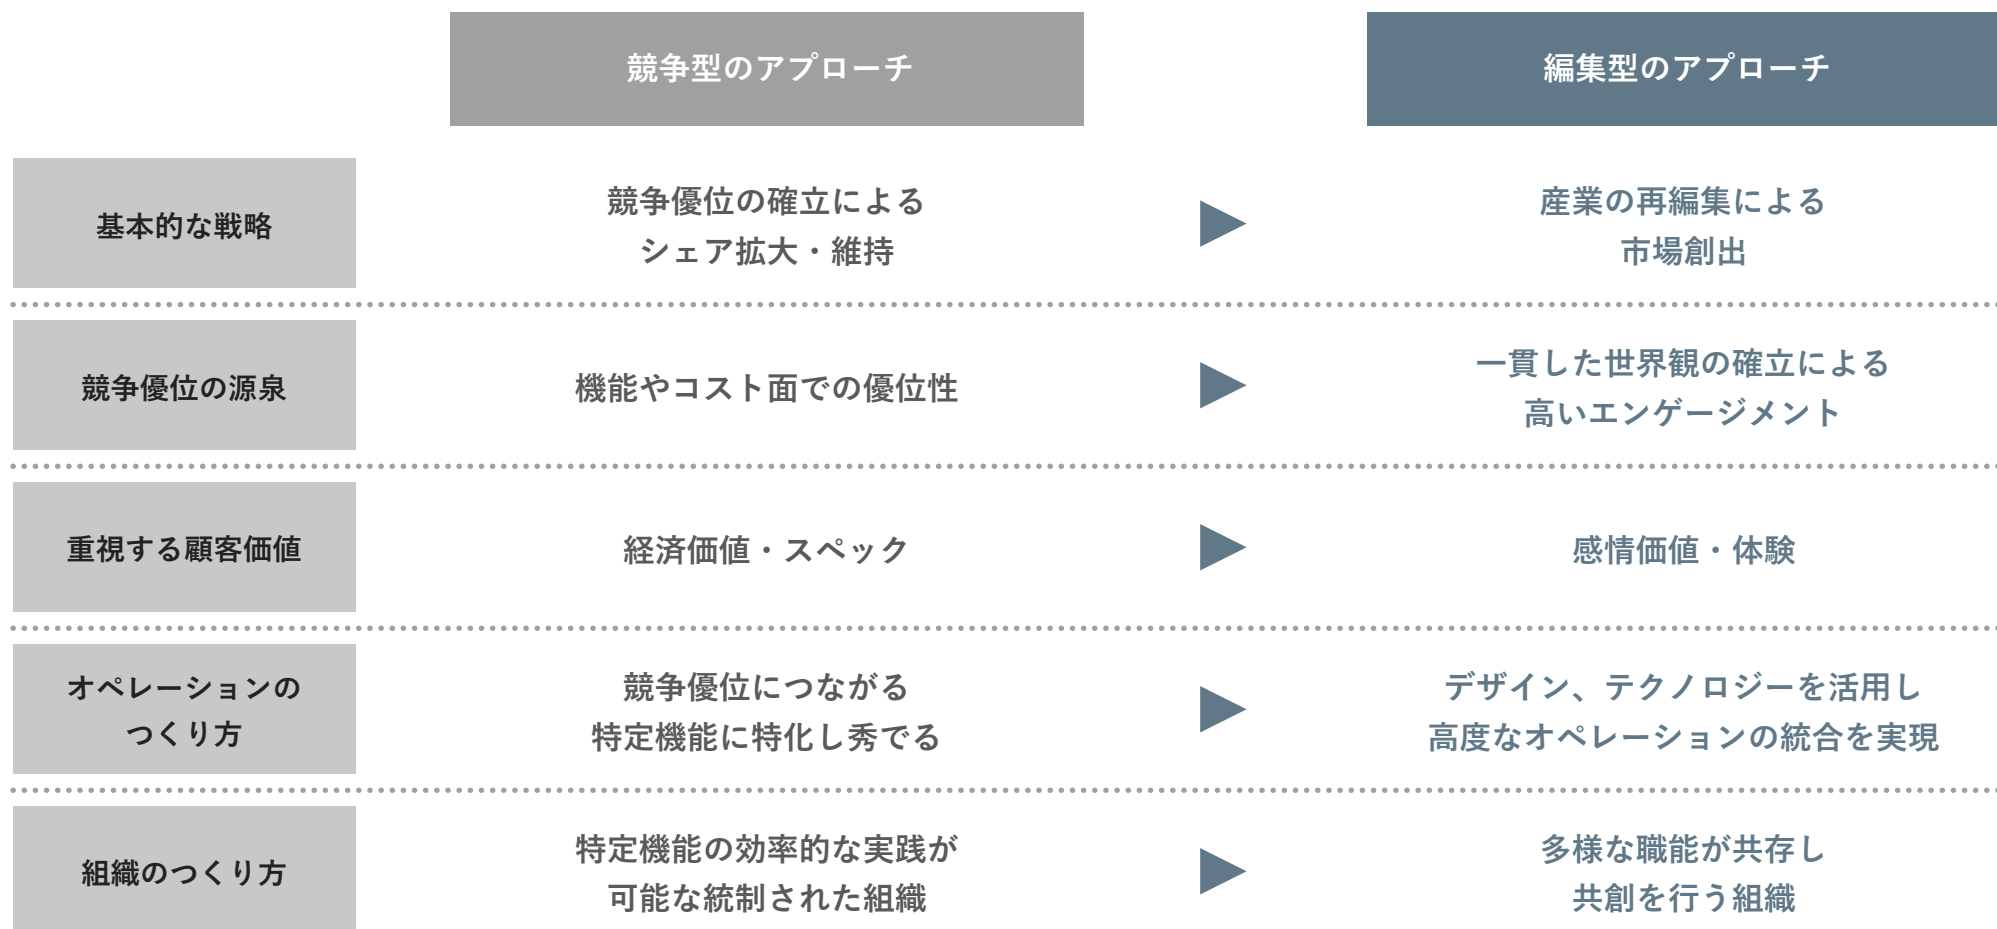 競争型のアプローチ
編集型のアプローチ
基本的な戦略
競争優位の確立による
シェア拡大・維持
産業の再編集による
市場創出
競争優位の源泉
機能やコスト面での優位性
一貫した世界観の確立による
高いエンゲージメント
重視する顧客価値
経済価値・スペック
感情価値・体験
オペレーションの
つくり方
競争優位につながる
特定機能に特化し秀でる
デザイン、テクノロジーを活用し
高度なオペレーションの統合を実現
組織のつくり方
特定機能の効率的な実践が
可能な統制された組織
多様な職能が共存し
共創を行う組織